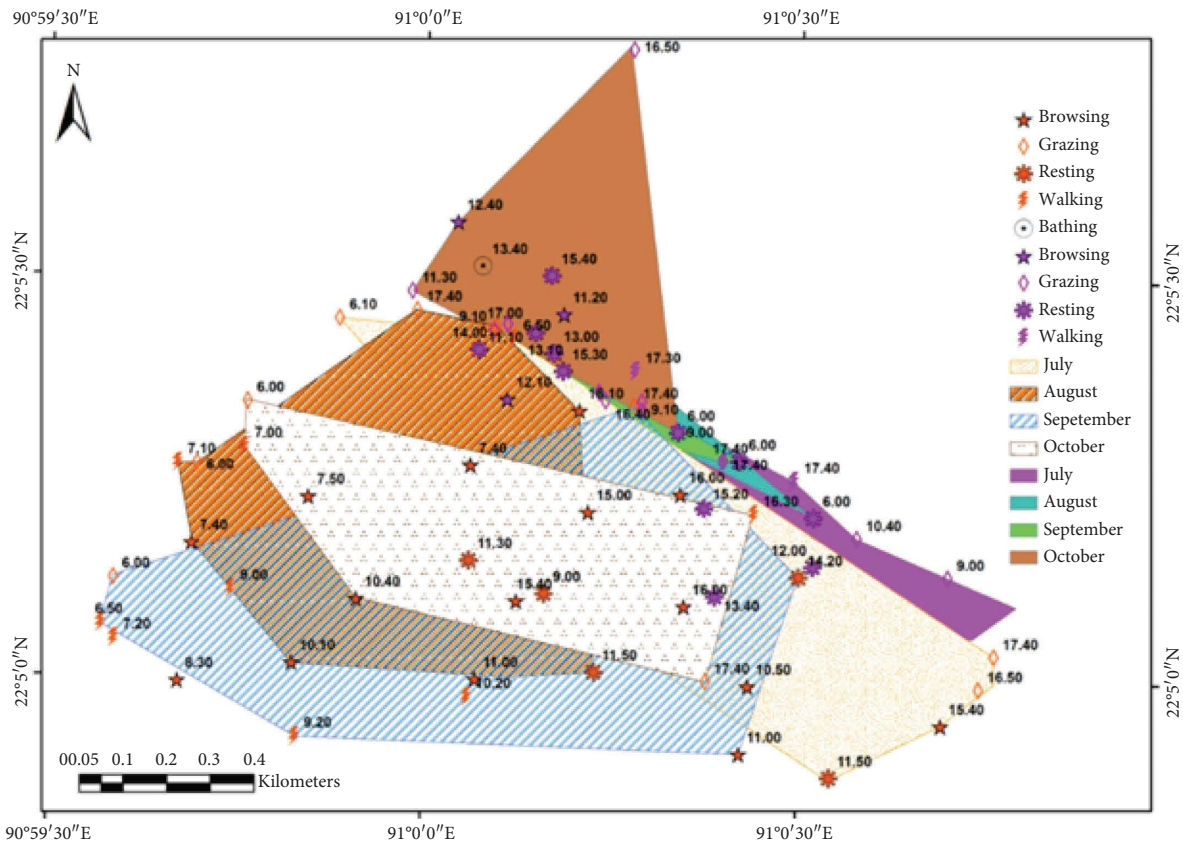 90°59′30″E 91°0′0″E 91°0′30″E
N
16.50
Browsing
Grazing
Resting
Walking
Bathing
Browsing
Grazing
Resting
Walking
July
August
Sepetember
October
July
August
September
October
22°5′30″N
22°5′30″N
12.40
13.40
15.40
11.30
17.40
11.20
6.10
9.10 17.00
6.50
14.00 11.10
13.00
13.10
15.30
17.30
6.00
12.10
16.10
17.40
16.40 9.10
6.00
7.00
9.00
7.10
6.00
7.40
17.40
6.00
17.40
17.40
7.50
16.00
15.20
16.30
6.00
15.00
10.40
7.40
11.30
12.00
14.20
9.00
6.00
9.00
10.40
15.40
9.00
16.00
13.40
6.50
7.20
10.10
11.00
11.50
17.40
10.50
17.40
8.30
10.20
16.50
22°5′0″N
22°5′0″N
9.20
11.00
15.40
11.50
00.05 0.1 0.2 0.3 0.4
Kilometers
90°59′30″E 91°0′0″E 91°0′30″E